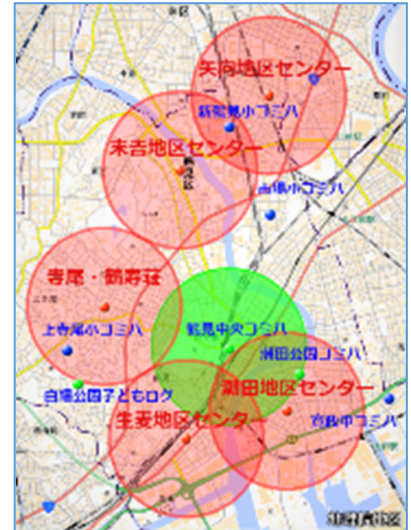 矢向地区センター
新鶴見小コミハ
末吉地区センター
鶴見区
市場小コミハ
寺尾・鶴寿荘
上寺尾小コミハ
鶴見中央コミハ
潮田公園コミハ
白幡公園子どもログ
潮田地区センター
生麦地区センター
寛政中コミハ